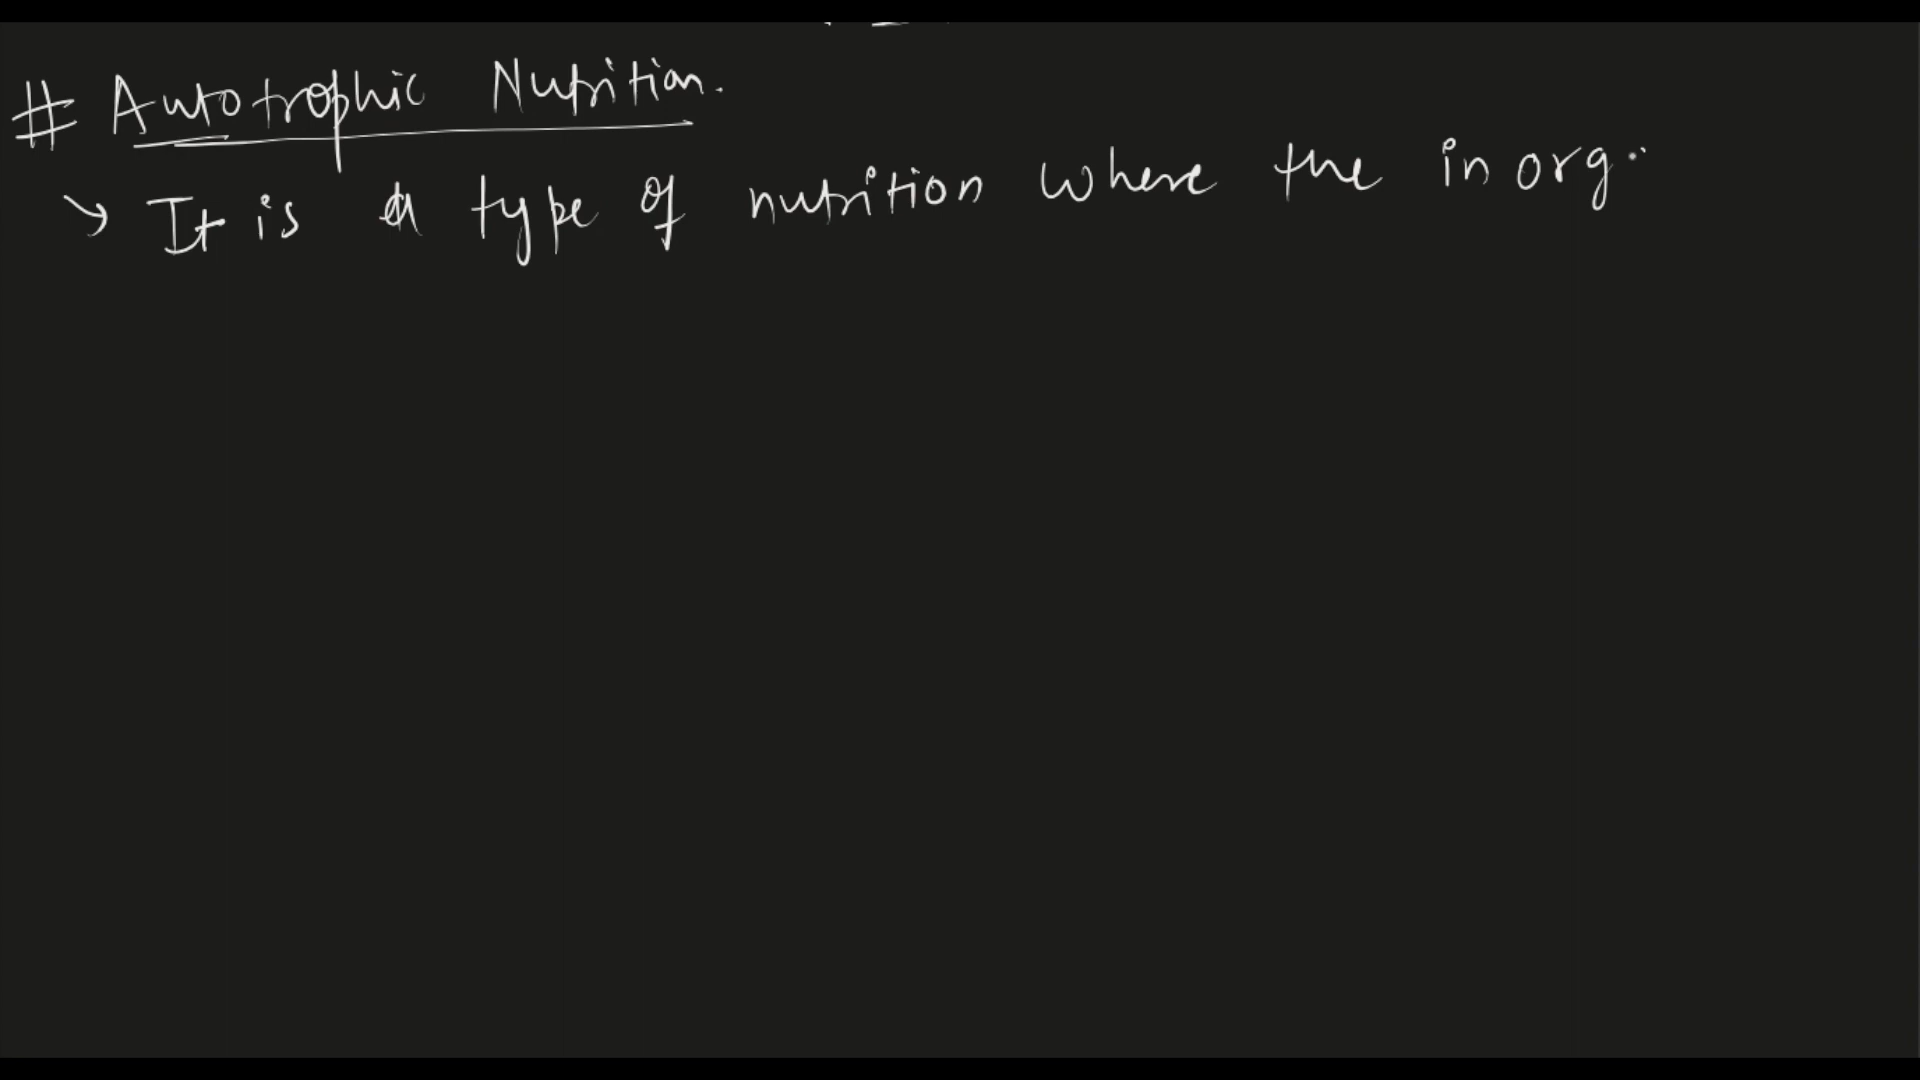 # Autotrophic Nutrition.
→ It is a type of nutrition where the inorg..